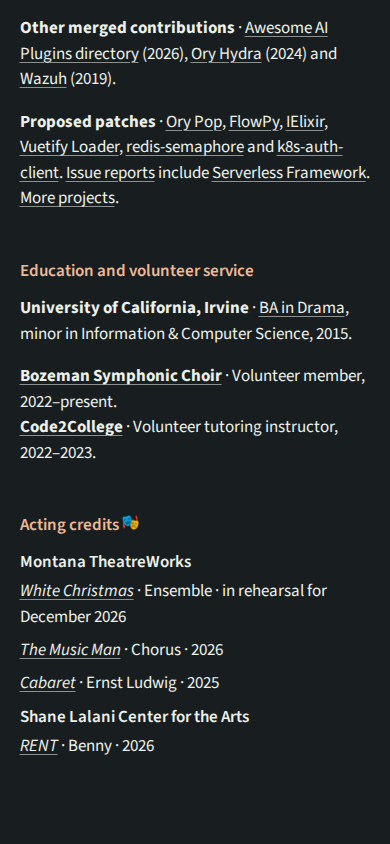 Other merged contributions · Awesome AI
Plugins directory (2026), Ory Hydra (2024) and
Wazuh (2019).
Proposed patches · Ory Pop, FlowPy, IElixir,
Vuetify Loader, redis-semaphore and k8s-auth-
client. Issue reports include Serverless Framework.
More projects.
Education and volunteer service
University of California, Irvine · BA in Drama,
minor in Information & Computer Science, 2015.
Bozeman Symphonic Choir · Volunteer member,
2022–present.
Code2College · Volunteer tutoring instructor,
2022–2023.
Acting credits🎭
Montana TheatreWorks
White Christmas · Ensemble · in rehearsal for
December 2026
The Music Man · Chorus · 2026
Cabaret · Ernst Ludwig · 2025
Shane Lalani Center for the Arts
RENT · Benny · 2026